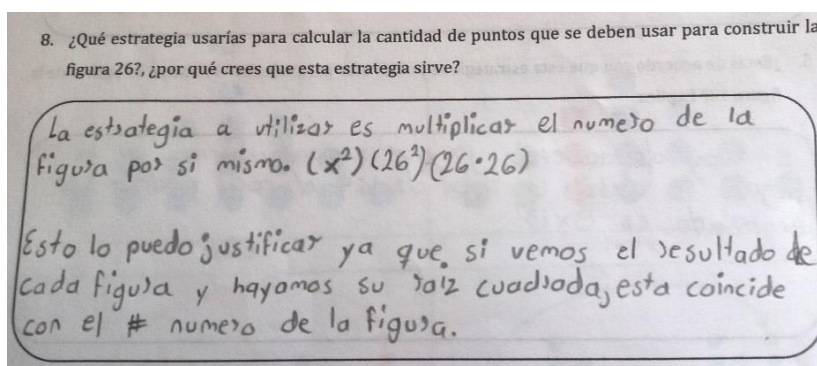 8. ¿Qué estrategia usarías para calcular la cantidad de puntos que se deben usar para construir la
figura 26?, ¿por qué crees que esta estrategia sirve?
La estrategia a utilizar es multiplicar el numero de la
figura por si mismo. (x²) (26²) (26·26)
Esto lo puedo justificar ya que si vemos el resultado de
cada figura y hayamos su raiz cuadrada, esta coincide
con el # numero de la figura.